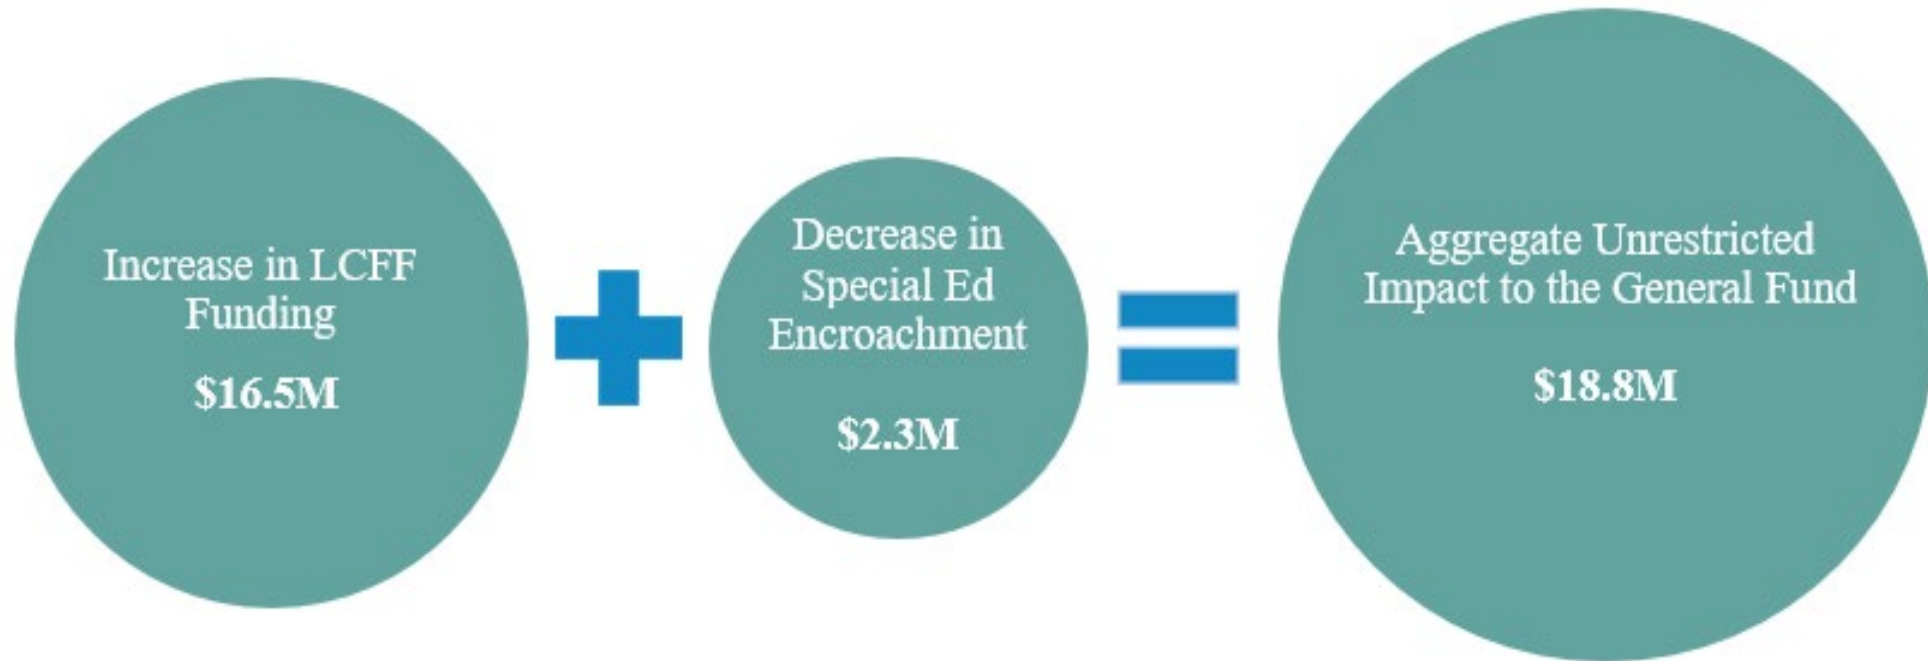 Increase in LCFF
Funding
$16.5M
Decrease in
Special Ed
Encroachment
$2.3M
Aggregate Unrestricted
Impact to the General Fund
$18.8M